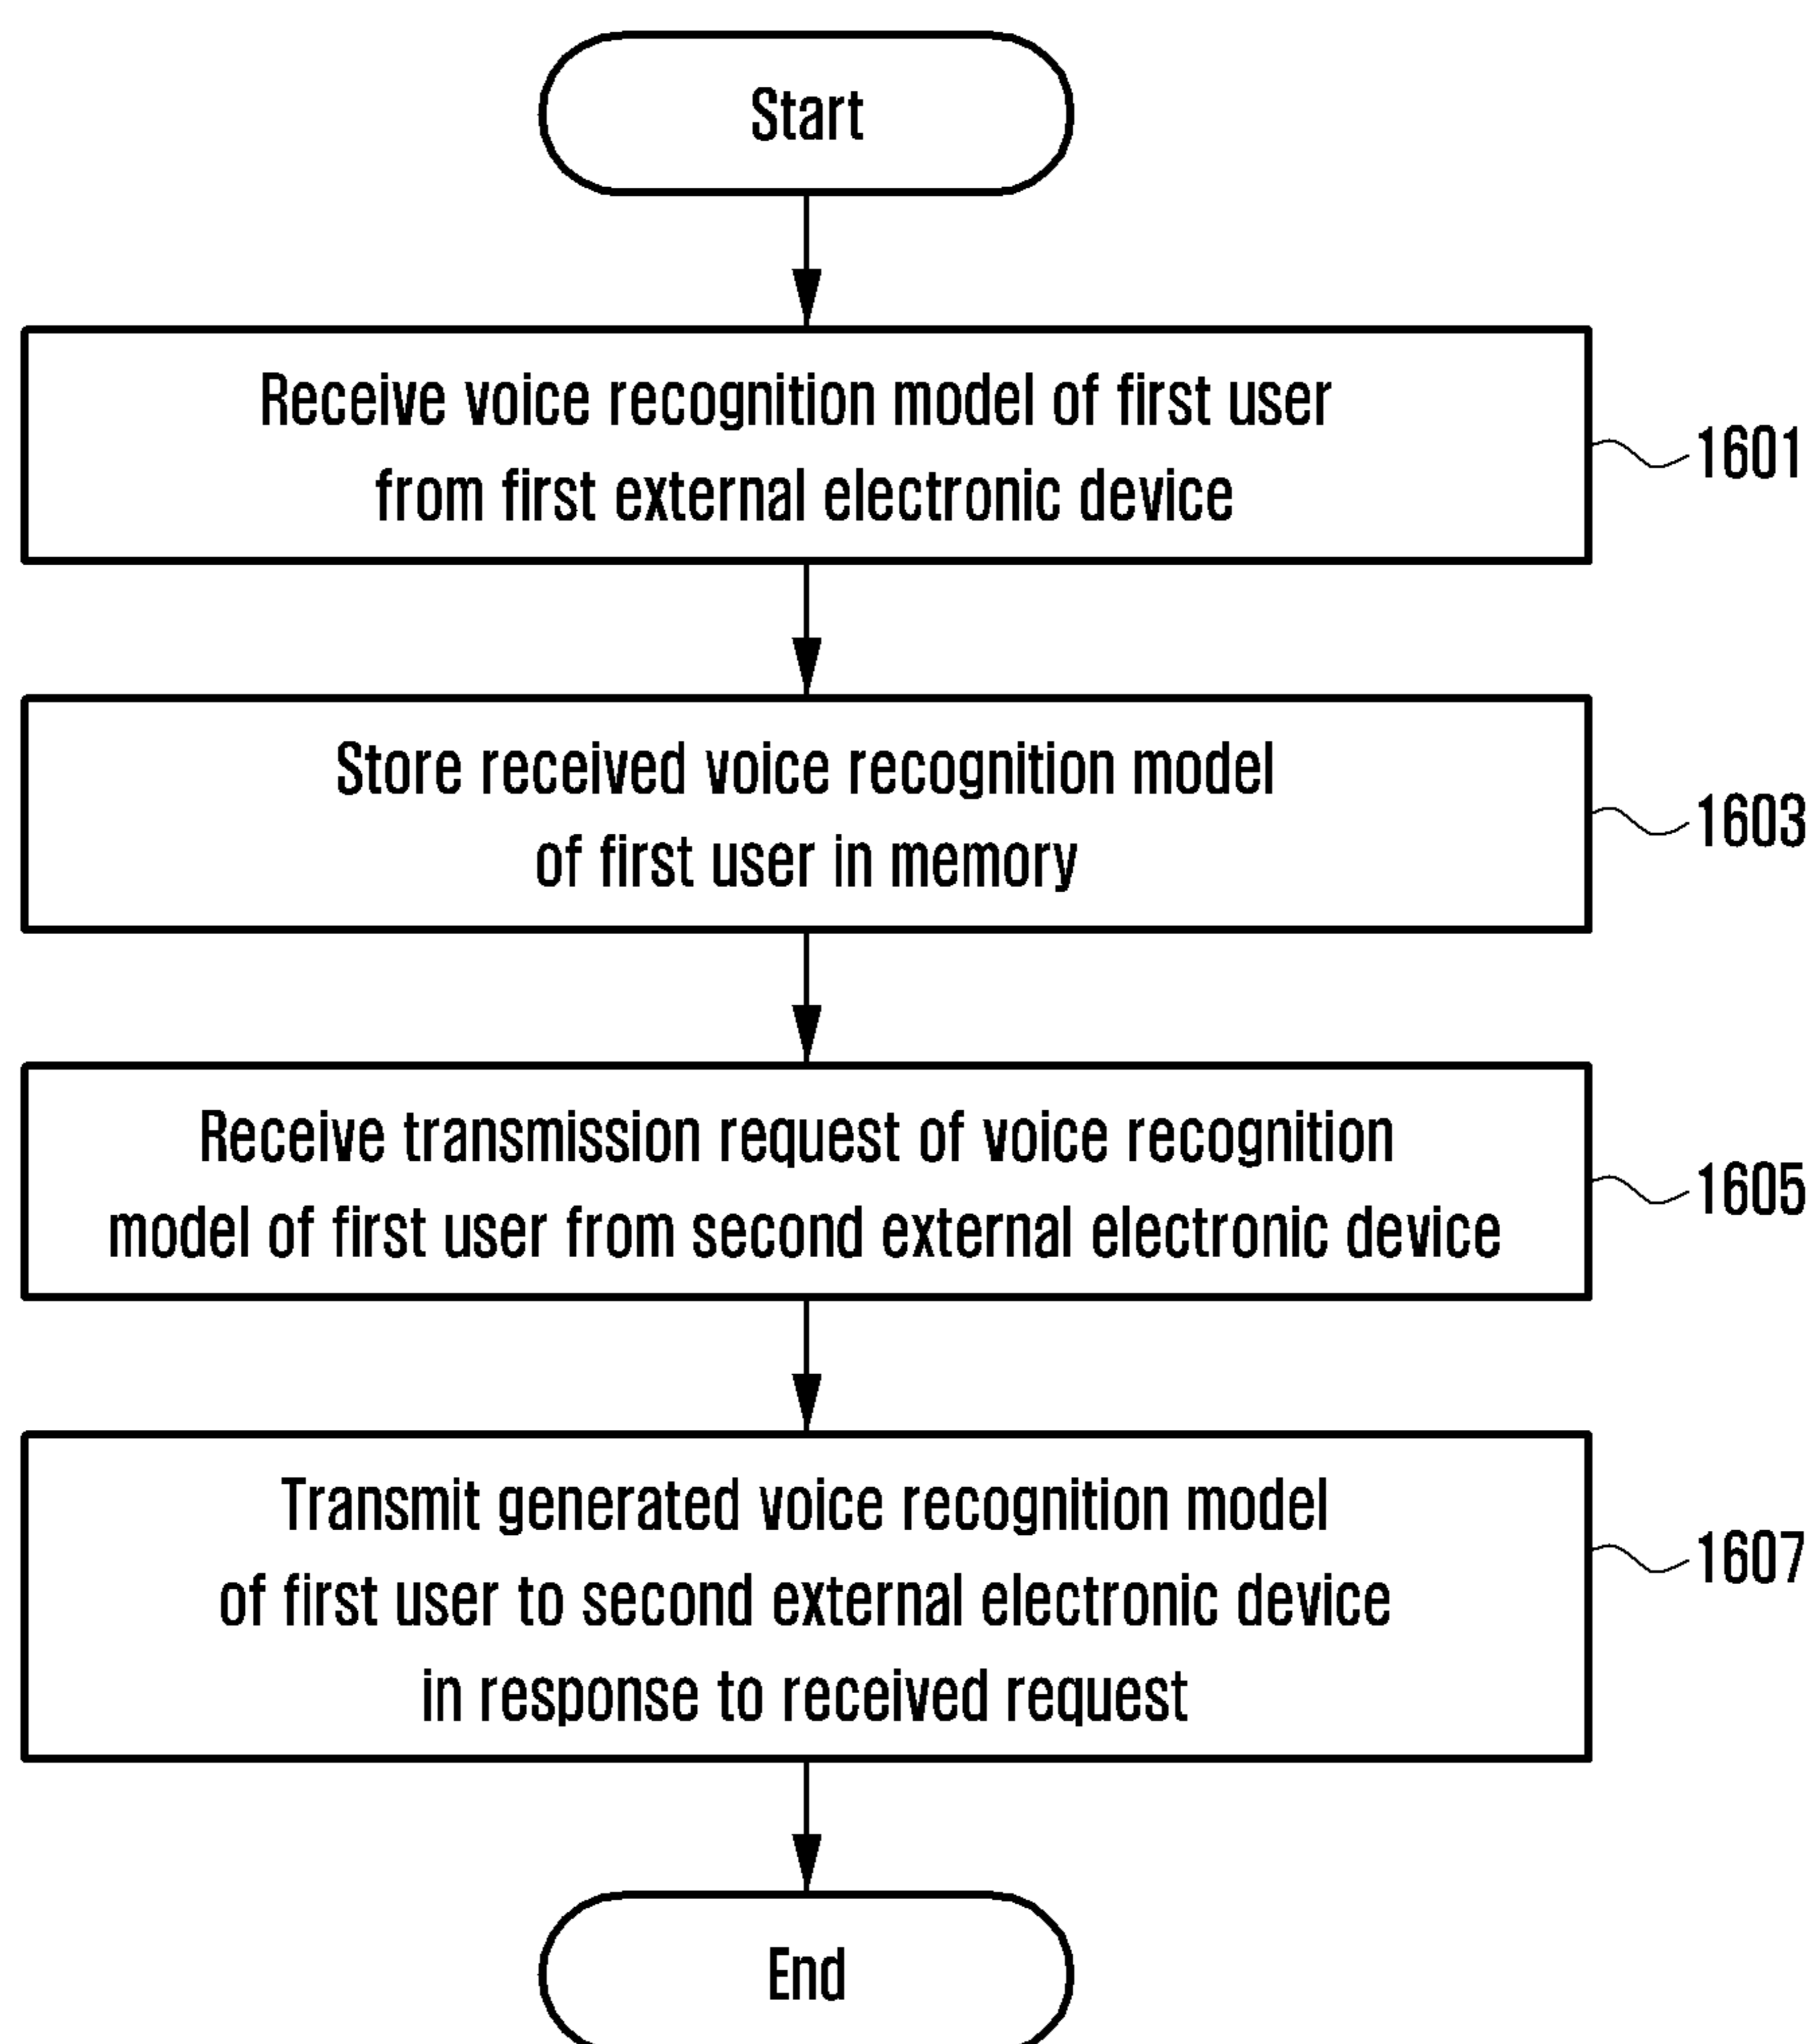 Start
Receive voice recognition model of first user
from first external electronic device
1601
Store received voice recognition model
of first user in memory
1603
Receive transmission request of voice recognition
model of first user from second external electronic device
1605
Transmit generated voice recognition model
of first user to second external electronic device
in response to received request
1607
End